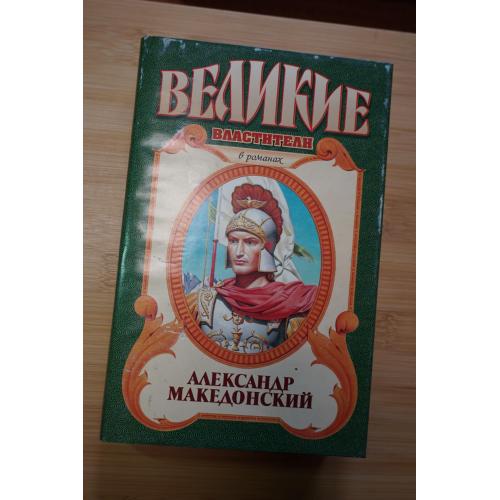 ВЕЛИКИЕ
ВЛАСТИТЕЛИ
в романах
АЛЕКСАНДР
МАКЕДОНСКИЙ